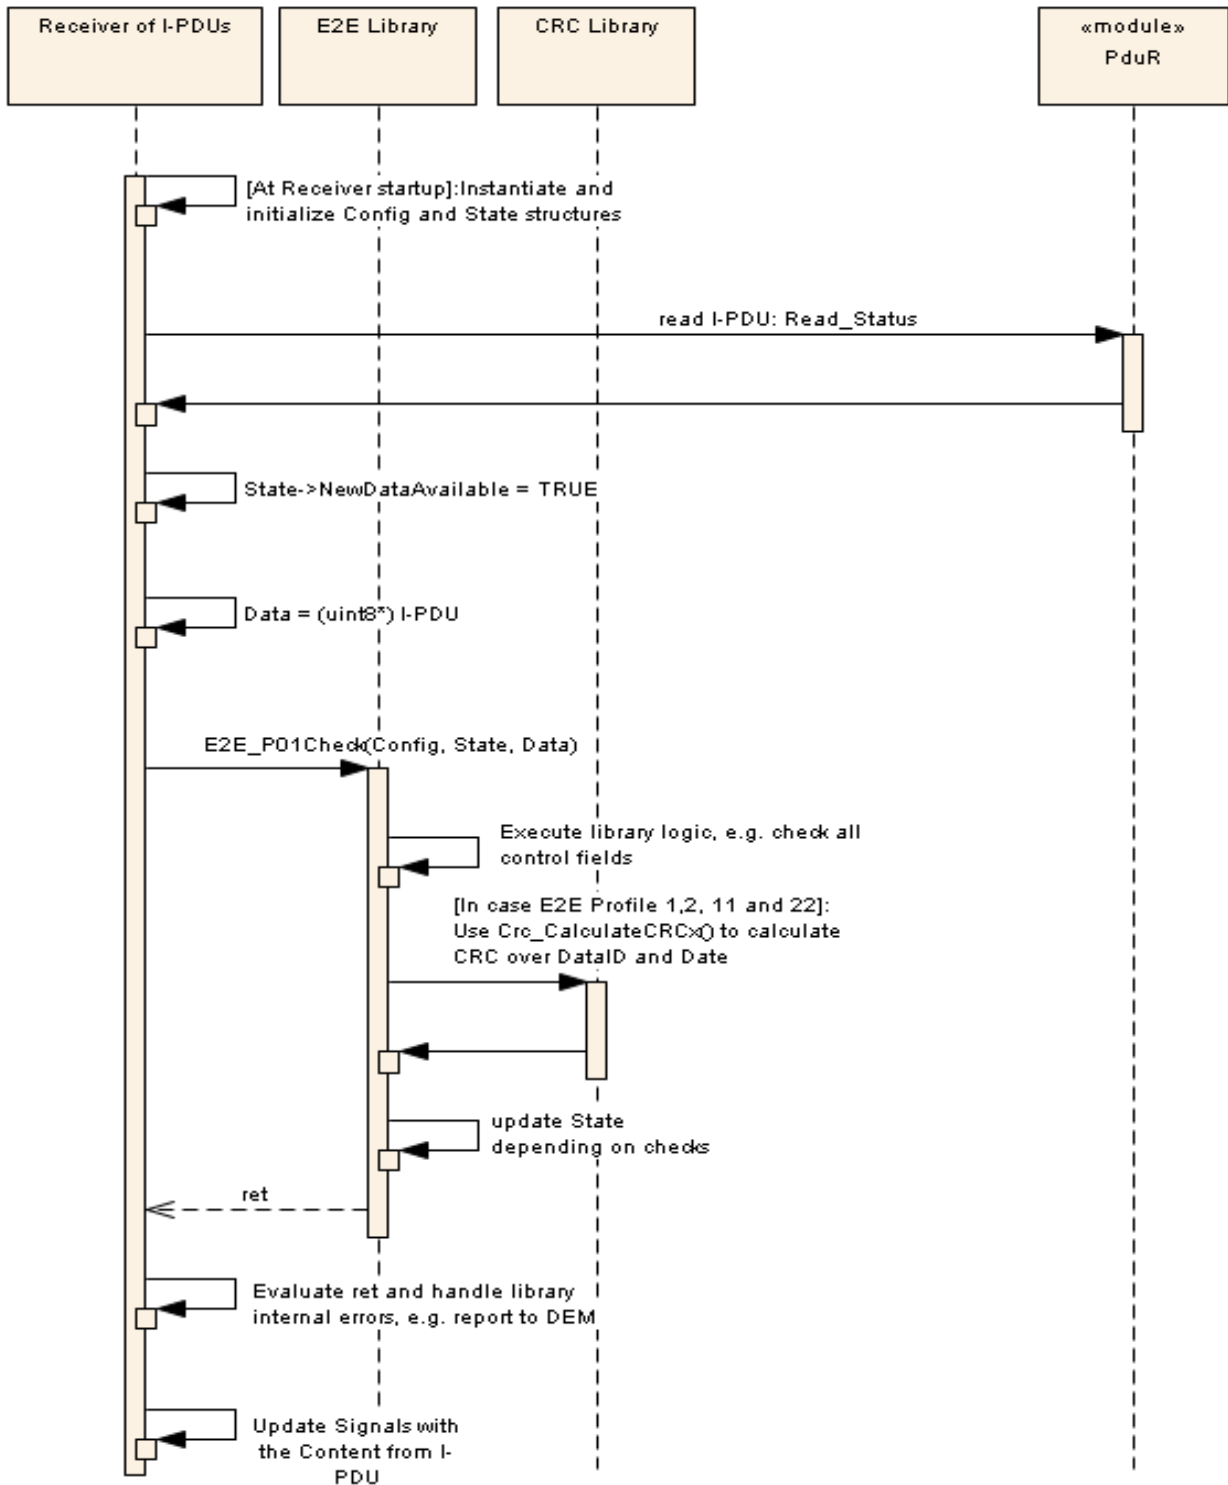 Receiver of I-PDUs
E2E Library
CRC Library
«module»
PduR
[At Receiver startup]:Instantiate and
initialize Config and State structures
read I-PDU: Read_Status
State->NewDataAvailable = TRUE
Data = (uint8*) I-PDU
E2E_P01Check(Config, State, Data)
Execute library logic, e.g. check all
control fields
[In case E2E Profile 1,2, 11 and 22]:
Use Crc_CalculateCRCx() to calculate
CRC over DataID and Date
update State
depending on checks
ret
Evaluate ret and handle library
internal errors, e.g. report to DEM
Update Signals with
the Content from I-
PDU